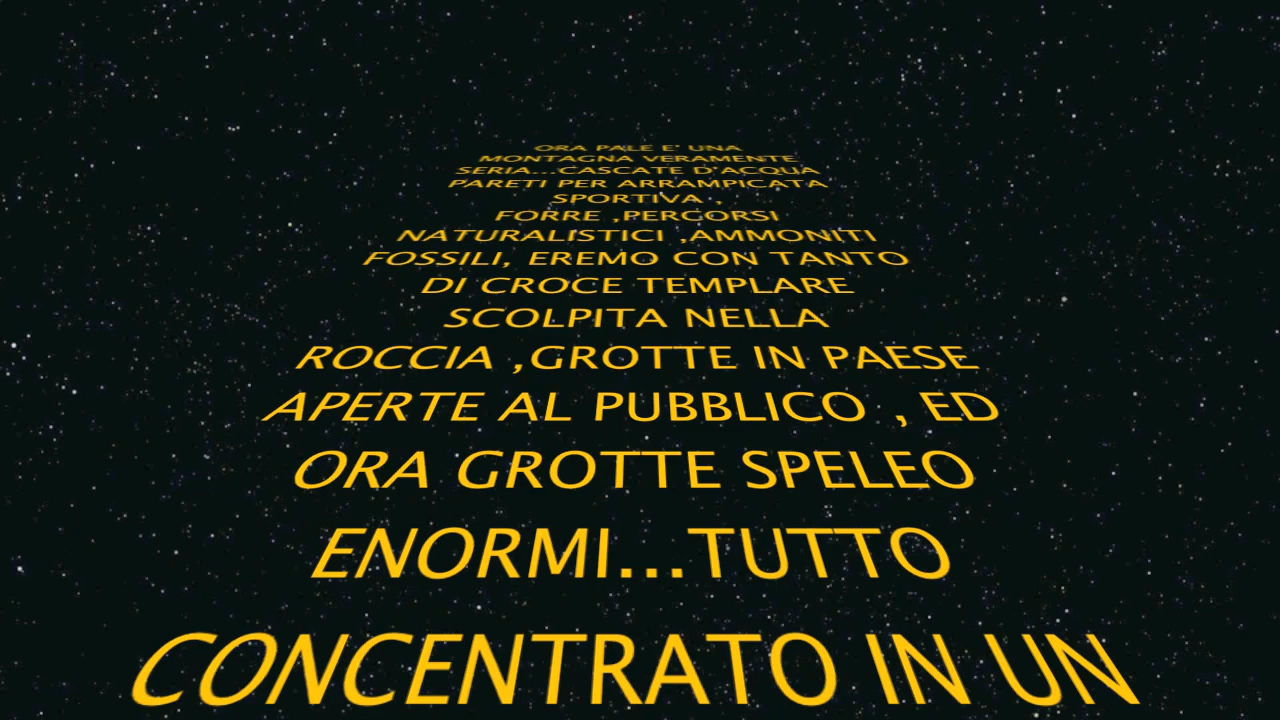 ORA PALE E' UNA
MONTAGNA VERAMENTE
SERIA...CASCATE D'ACQUA
PARETI PER ARRAMPICATA
SPORTIVA ,
FORRE ,PERCORSI
NATURALISTICI ,AMMONITI
FOSSILI, EREMO CON TANTO
DI CROCE TEMPLARE
SCOLPITA NELLA
ROCCIA ,GROTTE IN PAESE
APERTE AL PUBBLICO , ED
ORA GROTTE SPELEO
ENORMI...TUTTO
CONCENTRATO IN UN